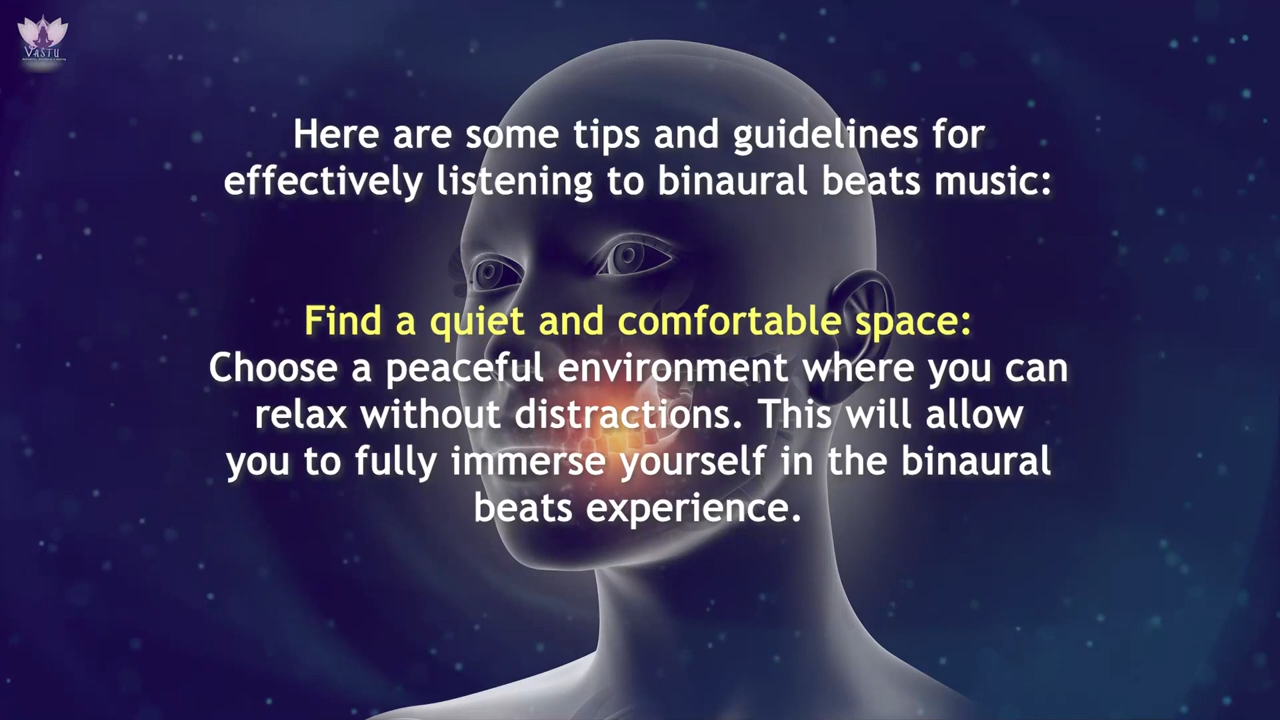 VASTU
Here are some tips and guidelines for
effectively listening to binaural beats music:
Find a quiet and comfortable space:
Choose a peaceful environment where you can
relax without distractions. This will allow
you to fully immerse yourself in the binaural
beats experience.